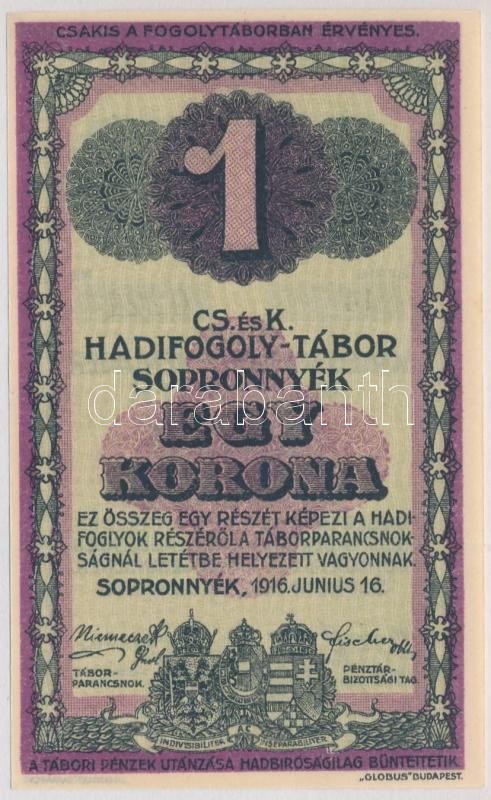 CSAKIS A FOGOLYTÁBORBAN ÉRVÉNYES.
1
CS. ÉS K.
HADIFOGOLY-TÁBOR
SOPRONNYÉK
darabanth
EGY
KORONA
EZ ÖSSZEG EGY RÉSZÉT KÉPEZI A HADI-
FOGLYOK RÉSZÉRŐL A TÁBORPARANCSNOK-
SÁGNÁL LETÉTBE HELYEZETT VAGYONNAK.
SOPRONNYÉK, 1916. JUNIUS 16.
TÁBOR-
PARANCSNOK.
PÉNZTÁR-
BIZOTTSÁGI TAG.
INDIVISIBILITER AC INSEPARABILITER
A TÁBORI PÉNZEK UTÁNZÁSA HADBIRÓSÁGILAG BÜNTETTETIK
„GLOBUS” BUDAPEST.